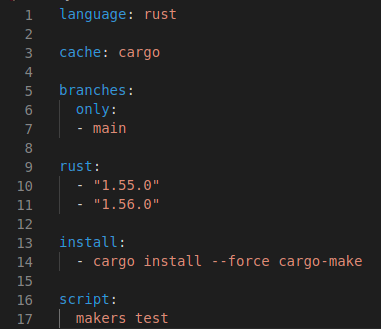 1 language: rust
2
3 cache: cargo
4
5 branches:
6   only:
7   - main
8
9 rust:
10   - "1.55.0"
11   - "1.56.0"
12
13 install:
14   - cargo install --force cargo-make
15
16 script:
17   makers test